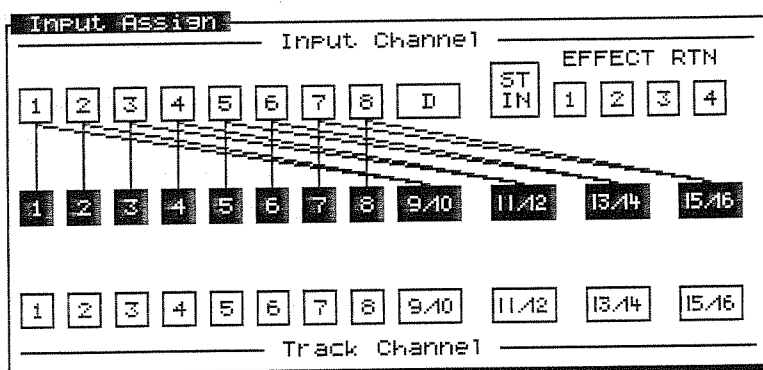 Input Assign
Input Channel
EFFECT RTN
1 2 3 4 5 6 7 8 D ST IN 1 2 3 4
1 2 3 4 5 6 7 8 9/10 11/12 13/14 15/16
1 2 3 4 5 6 7 8 9/10 11/12 13/14 15/16
Track Channel